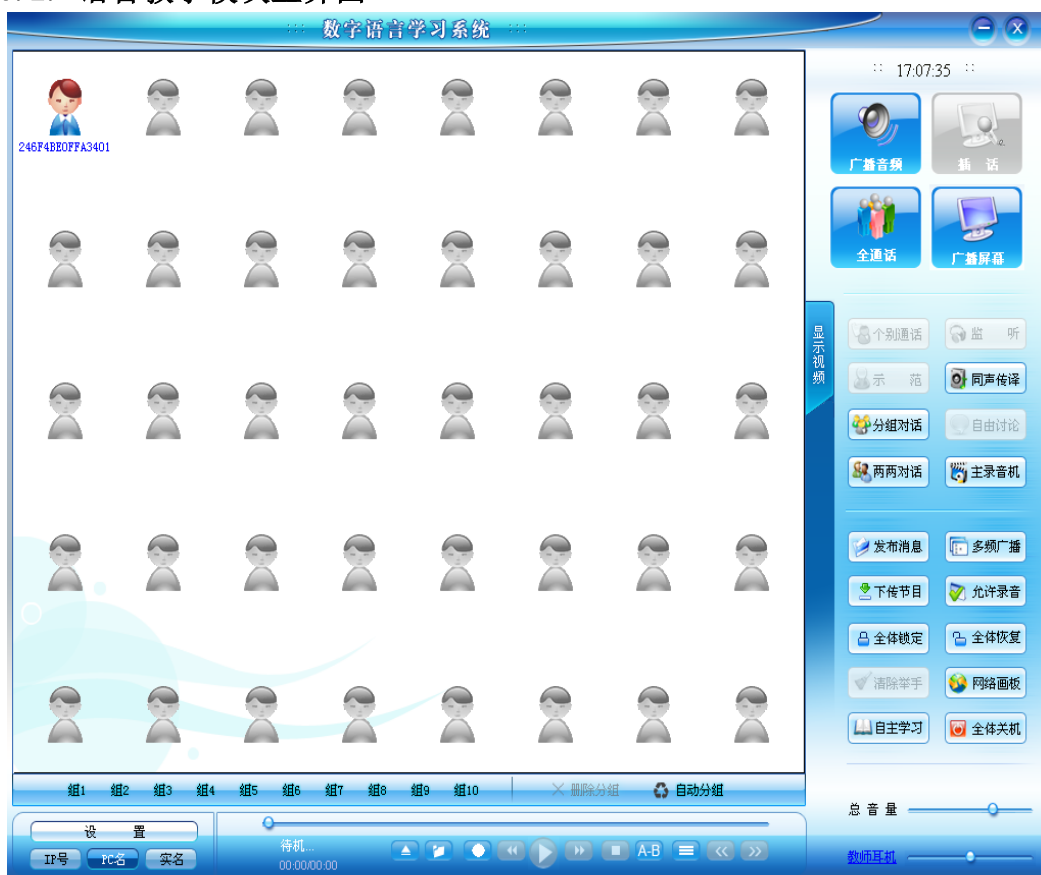 数字语言学习系统
17:07:35
246F4BE0FFA3401
广播音频
插 话
全通话
广播屏幕
显示视频
个别通话
监 听
示 范
同声传译
分组对话
自由讨论
两两对话
主录音机
发布消息
多频广播
下传节目
允许录音
全体锁定
全体恢复
清除举手
网络画板
自主学习
全体关机
组1 组2 组3 组4 组5 组6 组7 组8 组9 组10 删除分组 自动分组
总音量
设 置
待机...
IP号 PC名 实名
00:00/00:00
A-B
教师耳机